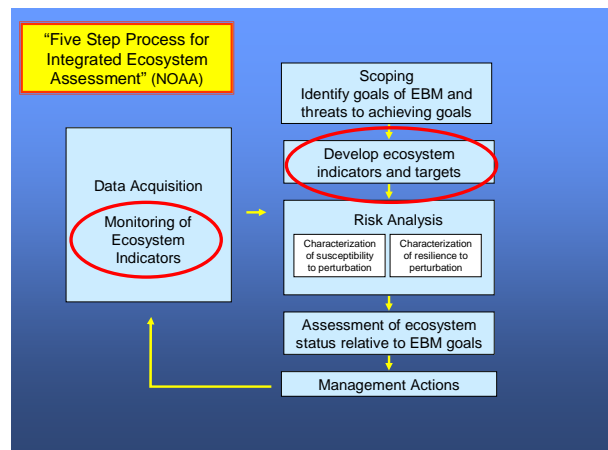 “Five Step Process for
Integrated Ecosystem
Assessment” (NOAA)
Scoping
Identify goals of EBM and
threats to achieving goals
Develop ecosystem
indicators and targets
Data Acquisition
Monitoring of
Ecosystem
Indicators
Risk Analysis
Characterization
of susceptibility
to perturbation
Characterization
of resilience to
perturbation
Assessment of ecosystem
status relative to EBM goals
Management Actions